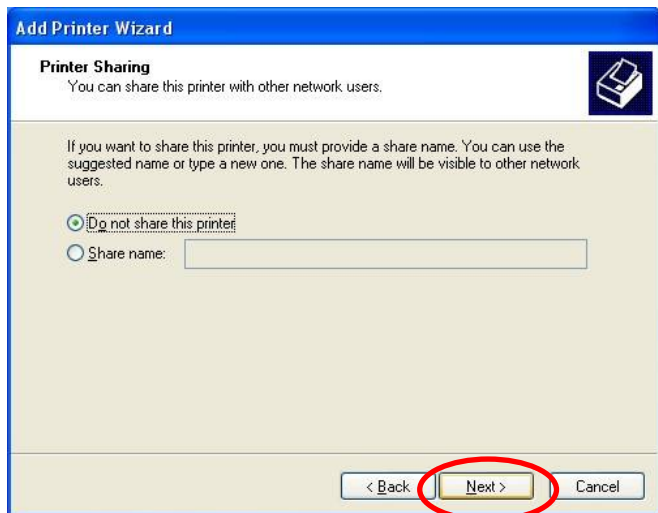 Add Printer Wizard
Printer Sharing
You can share this printer with other network users.
If you want to share this printer, you must provide a share name. You can use the
suggested name or type a new one. The share name will be visible to other network
users.
Do not share this printer
Share name:
< Back
Next >
Cancel